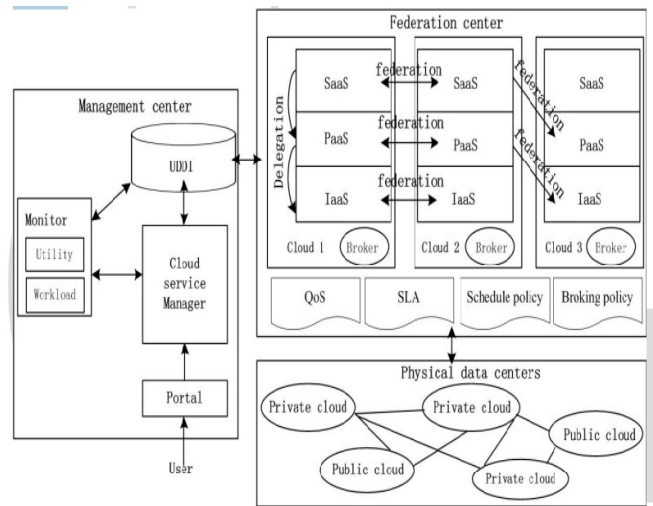 Federation center
Management center
UDDI
Monitor
Utility
Workload
Cloud
service
Manager
Portal
User
Delegation
SaaS
federation
SaaS
federation
SaaS
PaaS
federation
PaaS
federation
PaaS
IaaS
federation
IaaS
IaaS
Cloud 1
Broker
Cloud 2
Broker
Cloud 3
Broker
QoS
SLA
Schedule policy
Broking policy
Physical data centers
Private cloud
Private cloud
Public cloud
Public cloud
Private cloud